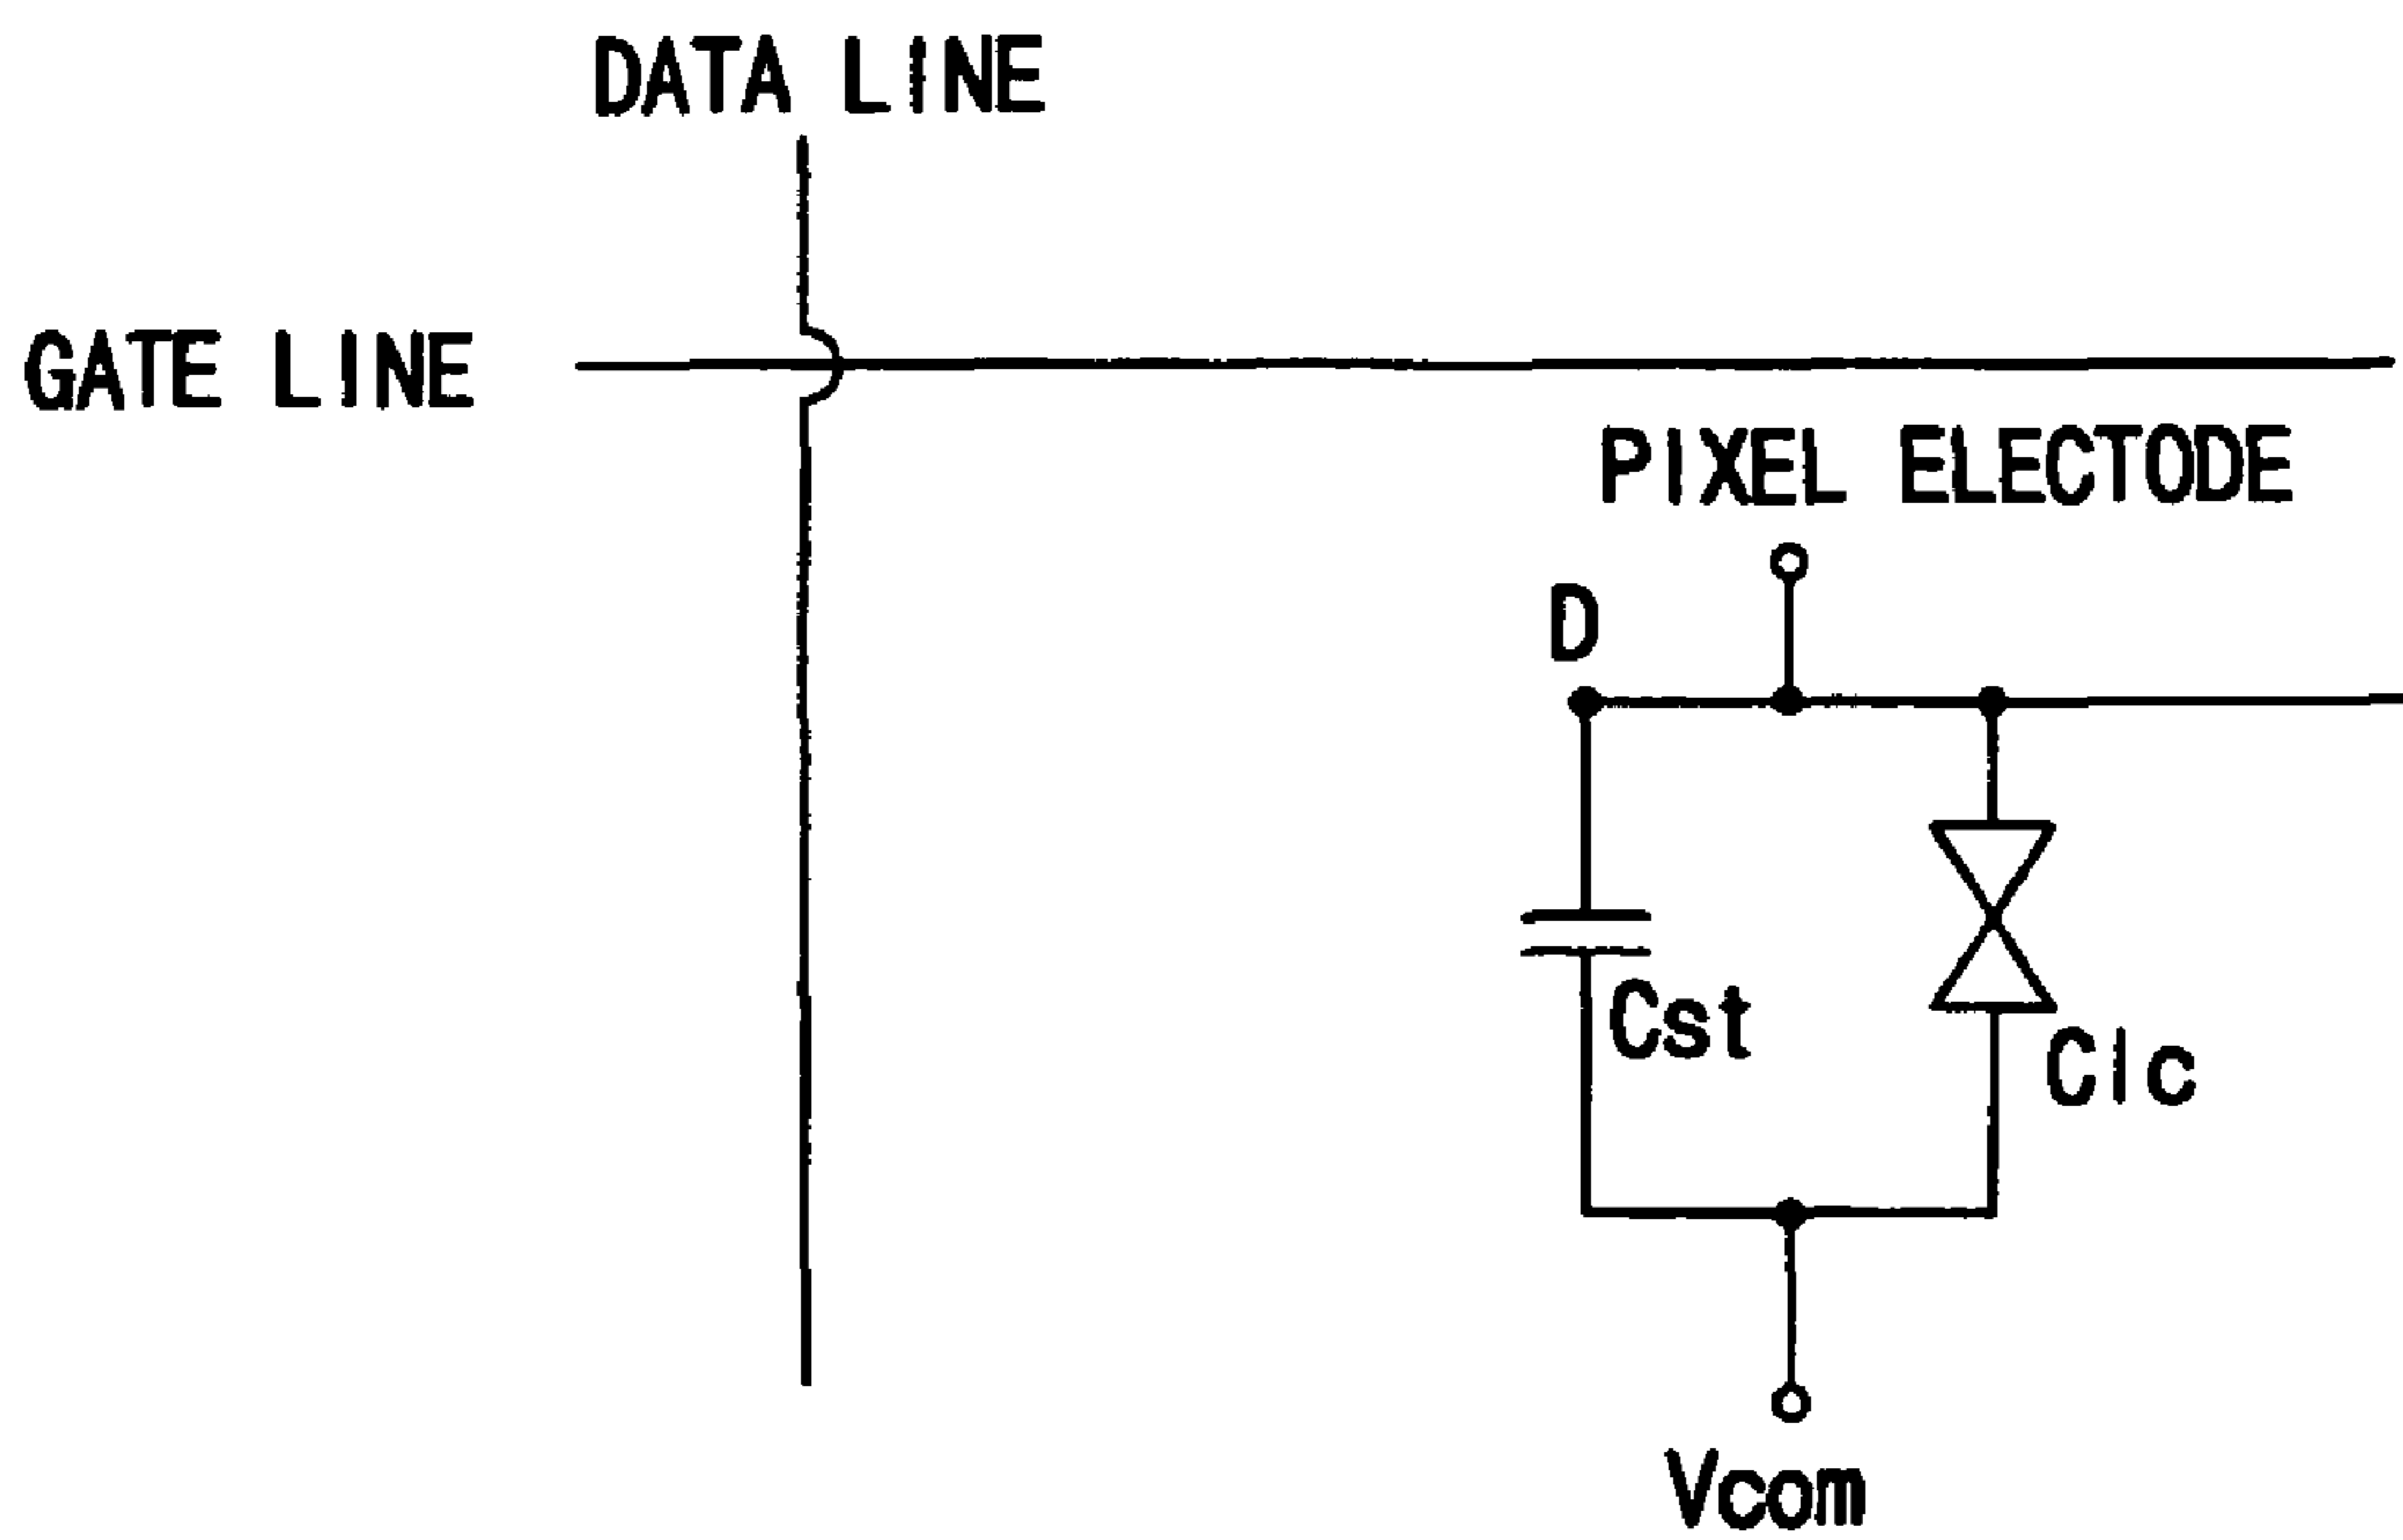 DATA LINE
GATE LINE
PIXEL ELECTODE
D
Cst
Clc
Vcom